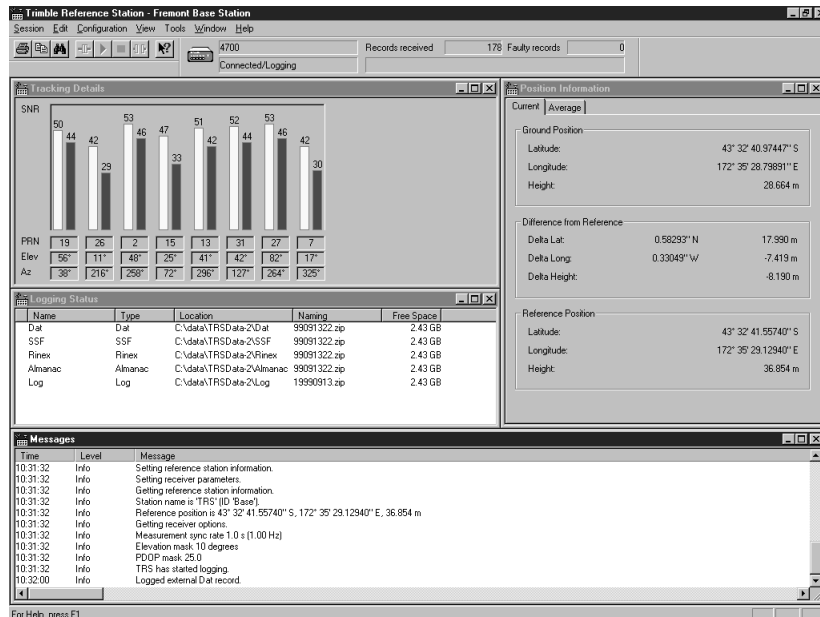 Trimble Reference Station - Fremont Base Station
Session Edit Configuration View Tools Window Help
4700 Records received 178 Faulty records 0
Connected/Logging
Tracking Details
SNR
50 44 42 29 53 46 47 33 51 42 52 44 53 46 42 30
PRN 19 26 2 15 13 31 27 7
Elev 56° 11° 48° 25° 41° 42° 82° 17°
Az 38° 216° 258° 72° 296° 127° 264° 325°
Position Information
Current Average
Ground Position
Latitude: 43° 32' 40.97447" S
Longitude: 172° 35' 28.79891" E
Height: 28.664 m
Difference from Reference
Delta Lat: 0.58293" N 17.990 m
Delta Long: 0.33049" W -7.419 m
Delta Height: -8.190 m
Reference Position
Latitude: 43° 32' 41.55740" S
Longitude: 172° 35' 29.12940" E
Height: 36.854 m
Logging Status
Name Type Location Naming Free Space
Dat Dat C:\data\TRSData-2\Dat 99091322.zip 2.43 GB
SSF SSF C:\data\TRSData-2\SSF 99091322.zip 2.43 GB
Rinex Rinex C:\data\TRSData-2\Rinex 99091322.zip 2.43 GB
Almanac Almanac C:\data\TRSData-2\Almanac 99091322.zip 2.43 GB
Log Log C:\data\TRSData-2\Log 19990913.zip 2.43 GB
Messages
Time Level Message
10:31:32 Info Setting reference station information.
10:31:32 Info Setting receiver parameters.
10:31:32 Info Getting reference station information.
10:31:32 Info Station name is 'TRS' (ID 'Base').
10:31:32 Info Reference position is 43° 32' 41.55740" S, 172° 35' 29.12940" E, 36.854 m
10:31:32 Info Getting receiver options.
10:31:32 Info Measurement sync rate 1.0 s (1.00 Hz)
10:31:32 Info Elevation mask 10 degrees
10:31:32 Info PDOP mask 25.0
10:31:32 Info TRS has started logging.
10:32:00 Info Logged external Dat record.
For Help, press F1